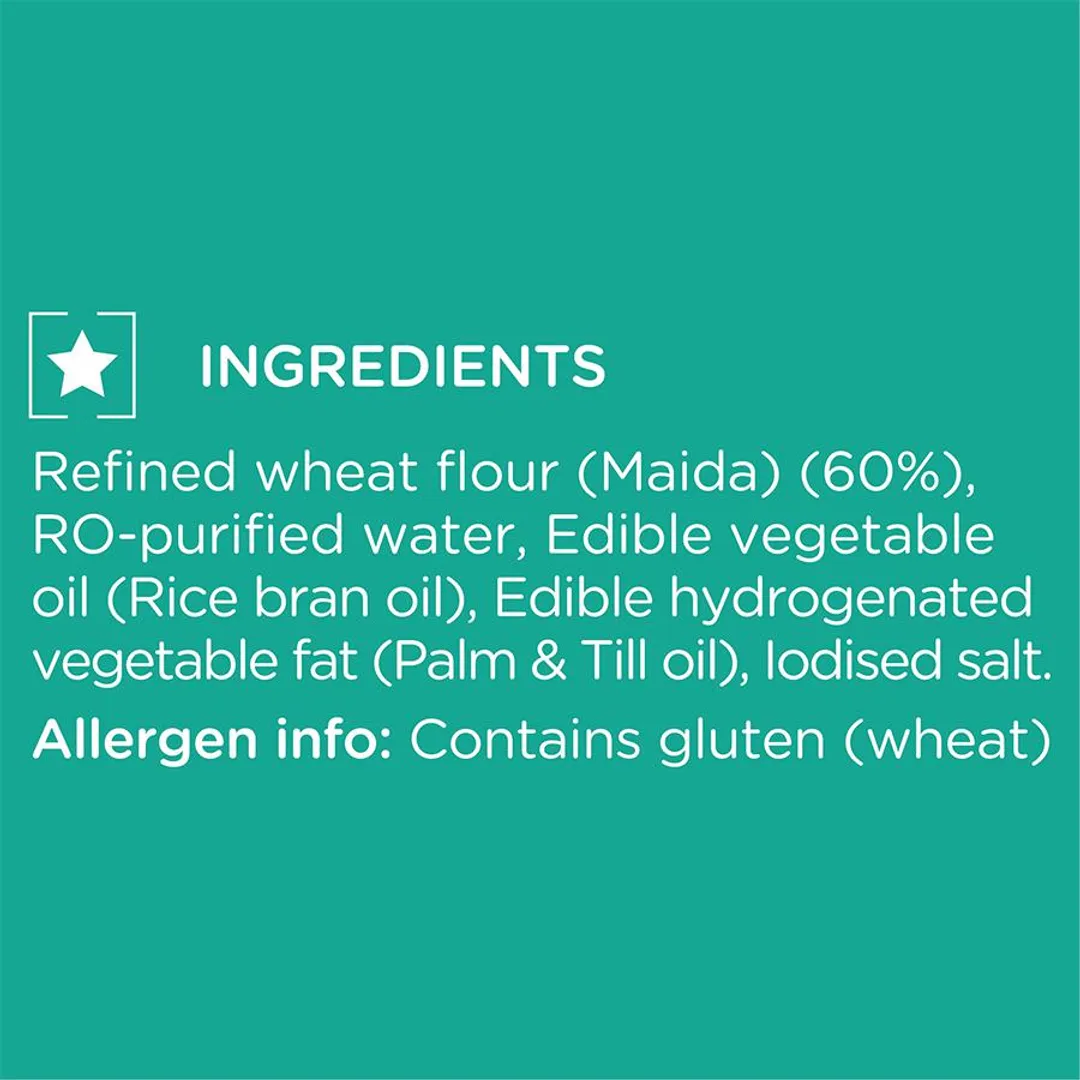 INGREDIENTS
Refined wheat flour (Maida) (60%),
RO-purified water, Edible vegetable
oil (Rice bran oil), Edible hydrogenated
vegetable fat (Palm & Till oil), Iodised salt.
Allergen info: Contains gluten (wheat)